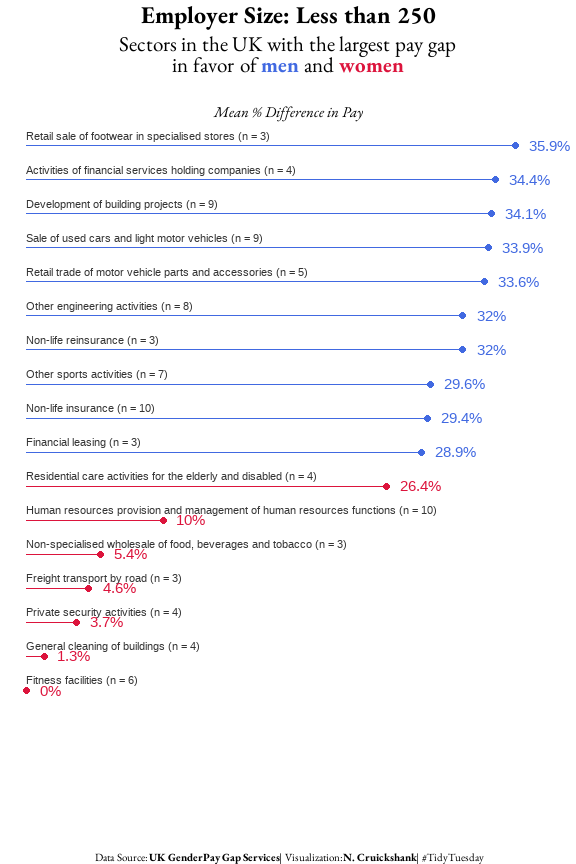 Employer Size: Less than 250
Sectors in the UK with the largest pay gap
in favor of men and women
Mean % Difference in Pay
Retail sale of footwear in specialised stores (n = 3)
35.9%
Activities of financial services holding companies (n = 4)
34.4%
Development of building projects (n = 9)
34.1%
Sale of used cars and light motor vehicles (n = 9)
33.9%
Retail trade of motor vehicle parts and accessories (n = 5)
33.6%
Other engineering activities (n = 8)
32%
Non-life reinsurance (n = 3)
32%
Other sports activities (n = 7)
29.6%
Non-life insurance (n = 10)
29.4%
Financial leasing (n = 3)
28.9%
Residential care activities for the elderly and disabled (n = 4)
26.4%
Human resources provision and management of human resources functions (n = 10)
10%
Non-specialised wholesale of food, beverages and tobacco (n = 3)
5.4%
Freight transport by road (n = 3)
4.6%
Private security activities (n = 4)
3.7%
General cleaning of buildings (n = 4)
1.3%
Fitness facilities (n = 6)
0%
Data Source: UK Gender Pay Gap Services| Visualization: N. Cruickshank| #TidyTuesday